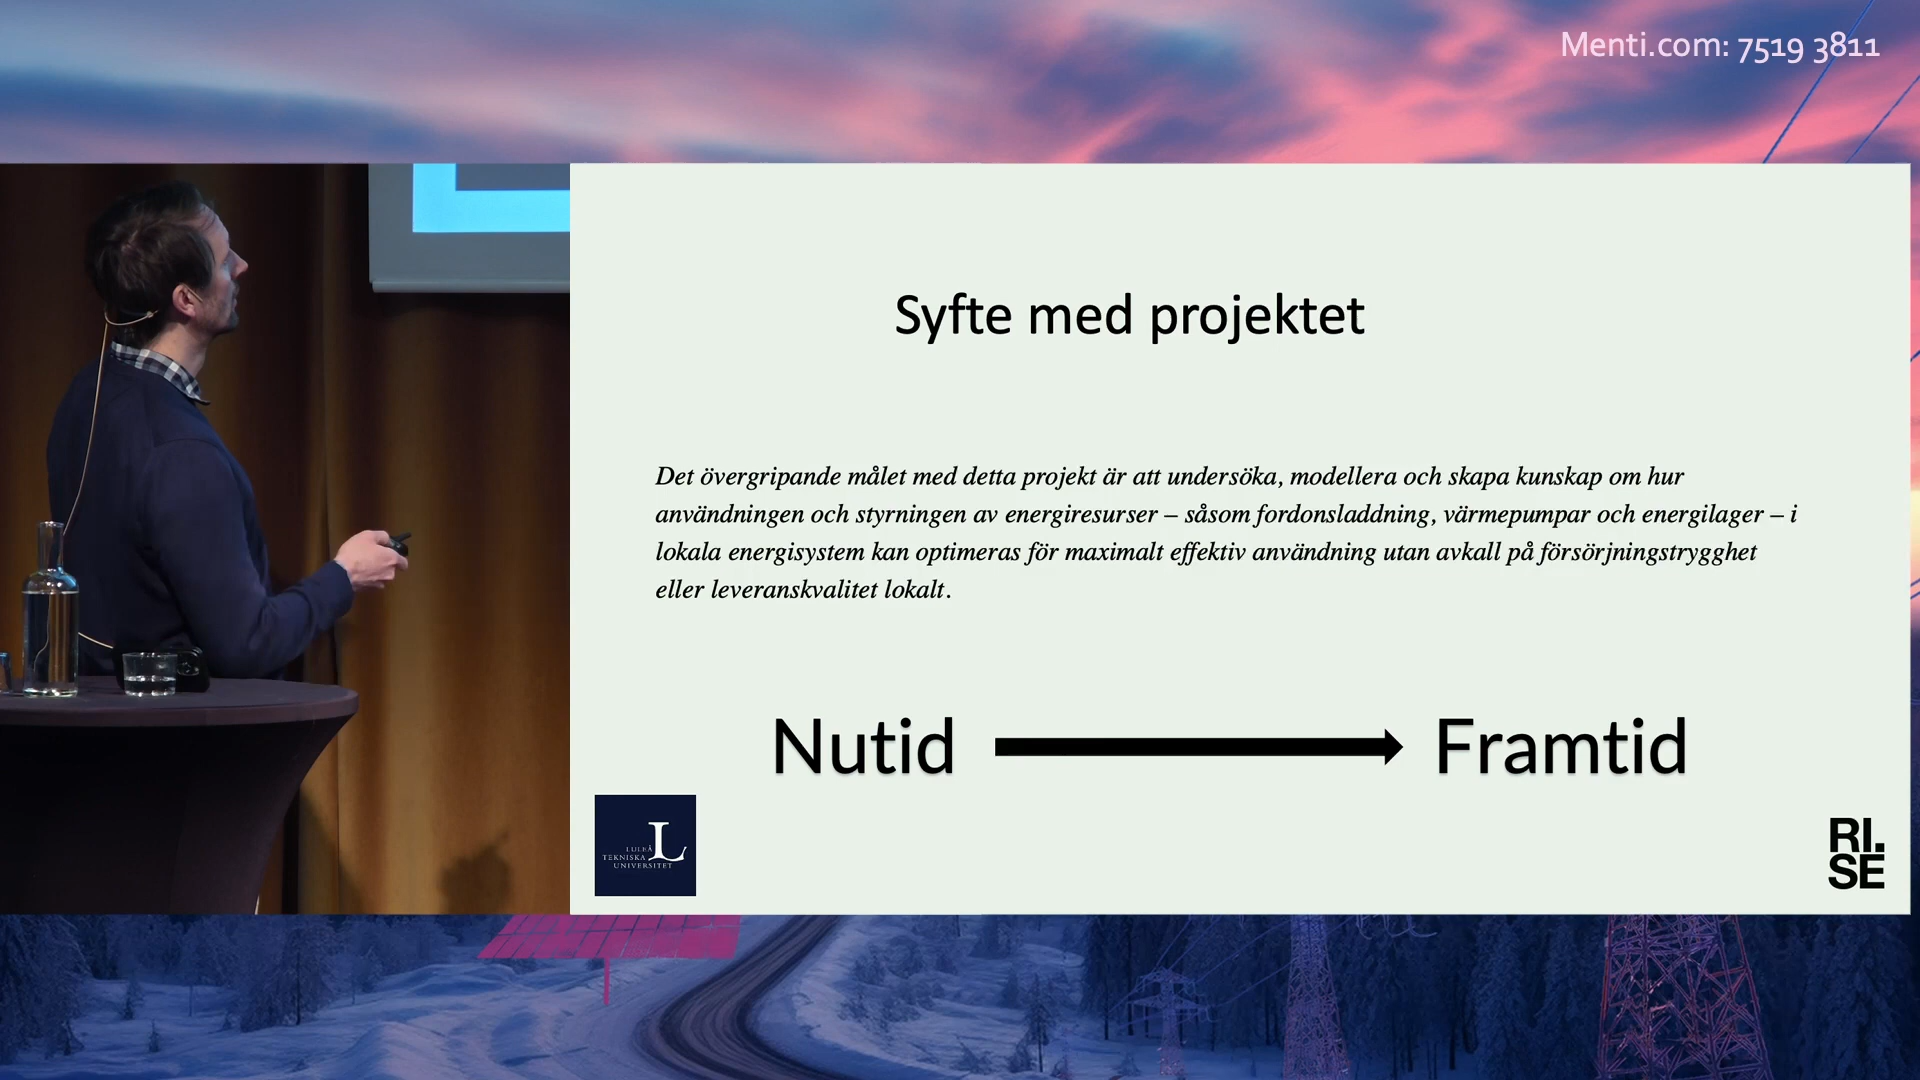 Menti.com: 7519 3811
Syfte med projektet
Det övergripande målet med detta projekt är att undersöka, modellera och skapa kunskap om hur
användningen och styrningen av energiresurser – såsom fordonsladdning, värmepumpar och energilager – i
lokala energisystem kan optimeras för maximalt effektiv användning utan avkall på försörjningstrygghet
eller leveranskvalitet lokalt.
Nutid Framtid
LULEÅ
TEKNISKA
UNIVERSITET
L
RI.
SE